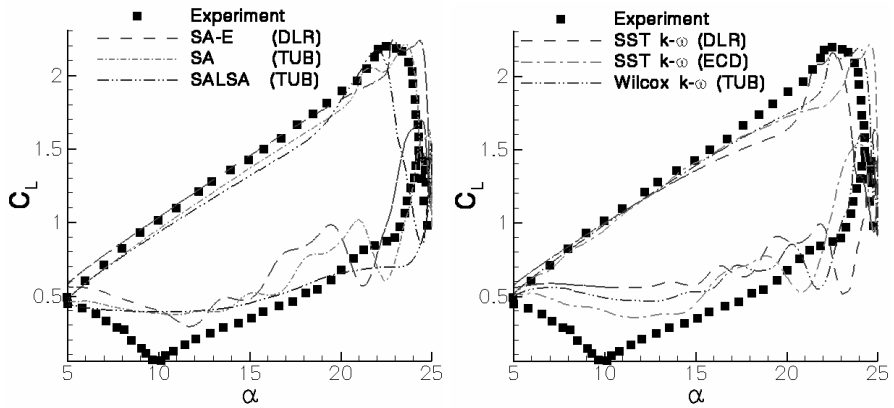 Experiment
SA-E (DLR)
SA (TUB)
SALSA (TUB)
C_L
2
1.5
1
0.5
5
10
15
20
25
α
Experiment
SST k-ω (DLR)
SST k-ω (ECD)
Wilcox k-ω (TUB)
C_L
2
1.5
1
0.5
5
10
15
20
25
α